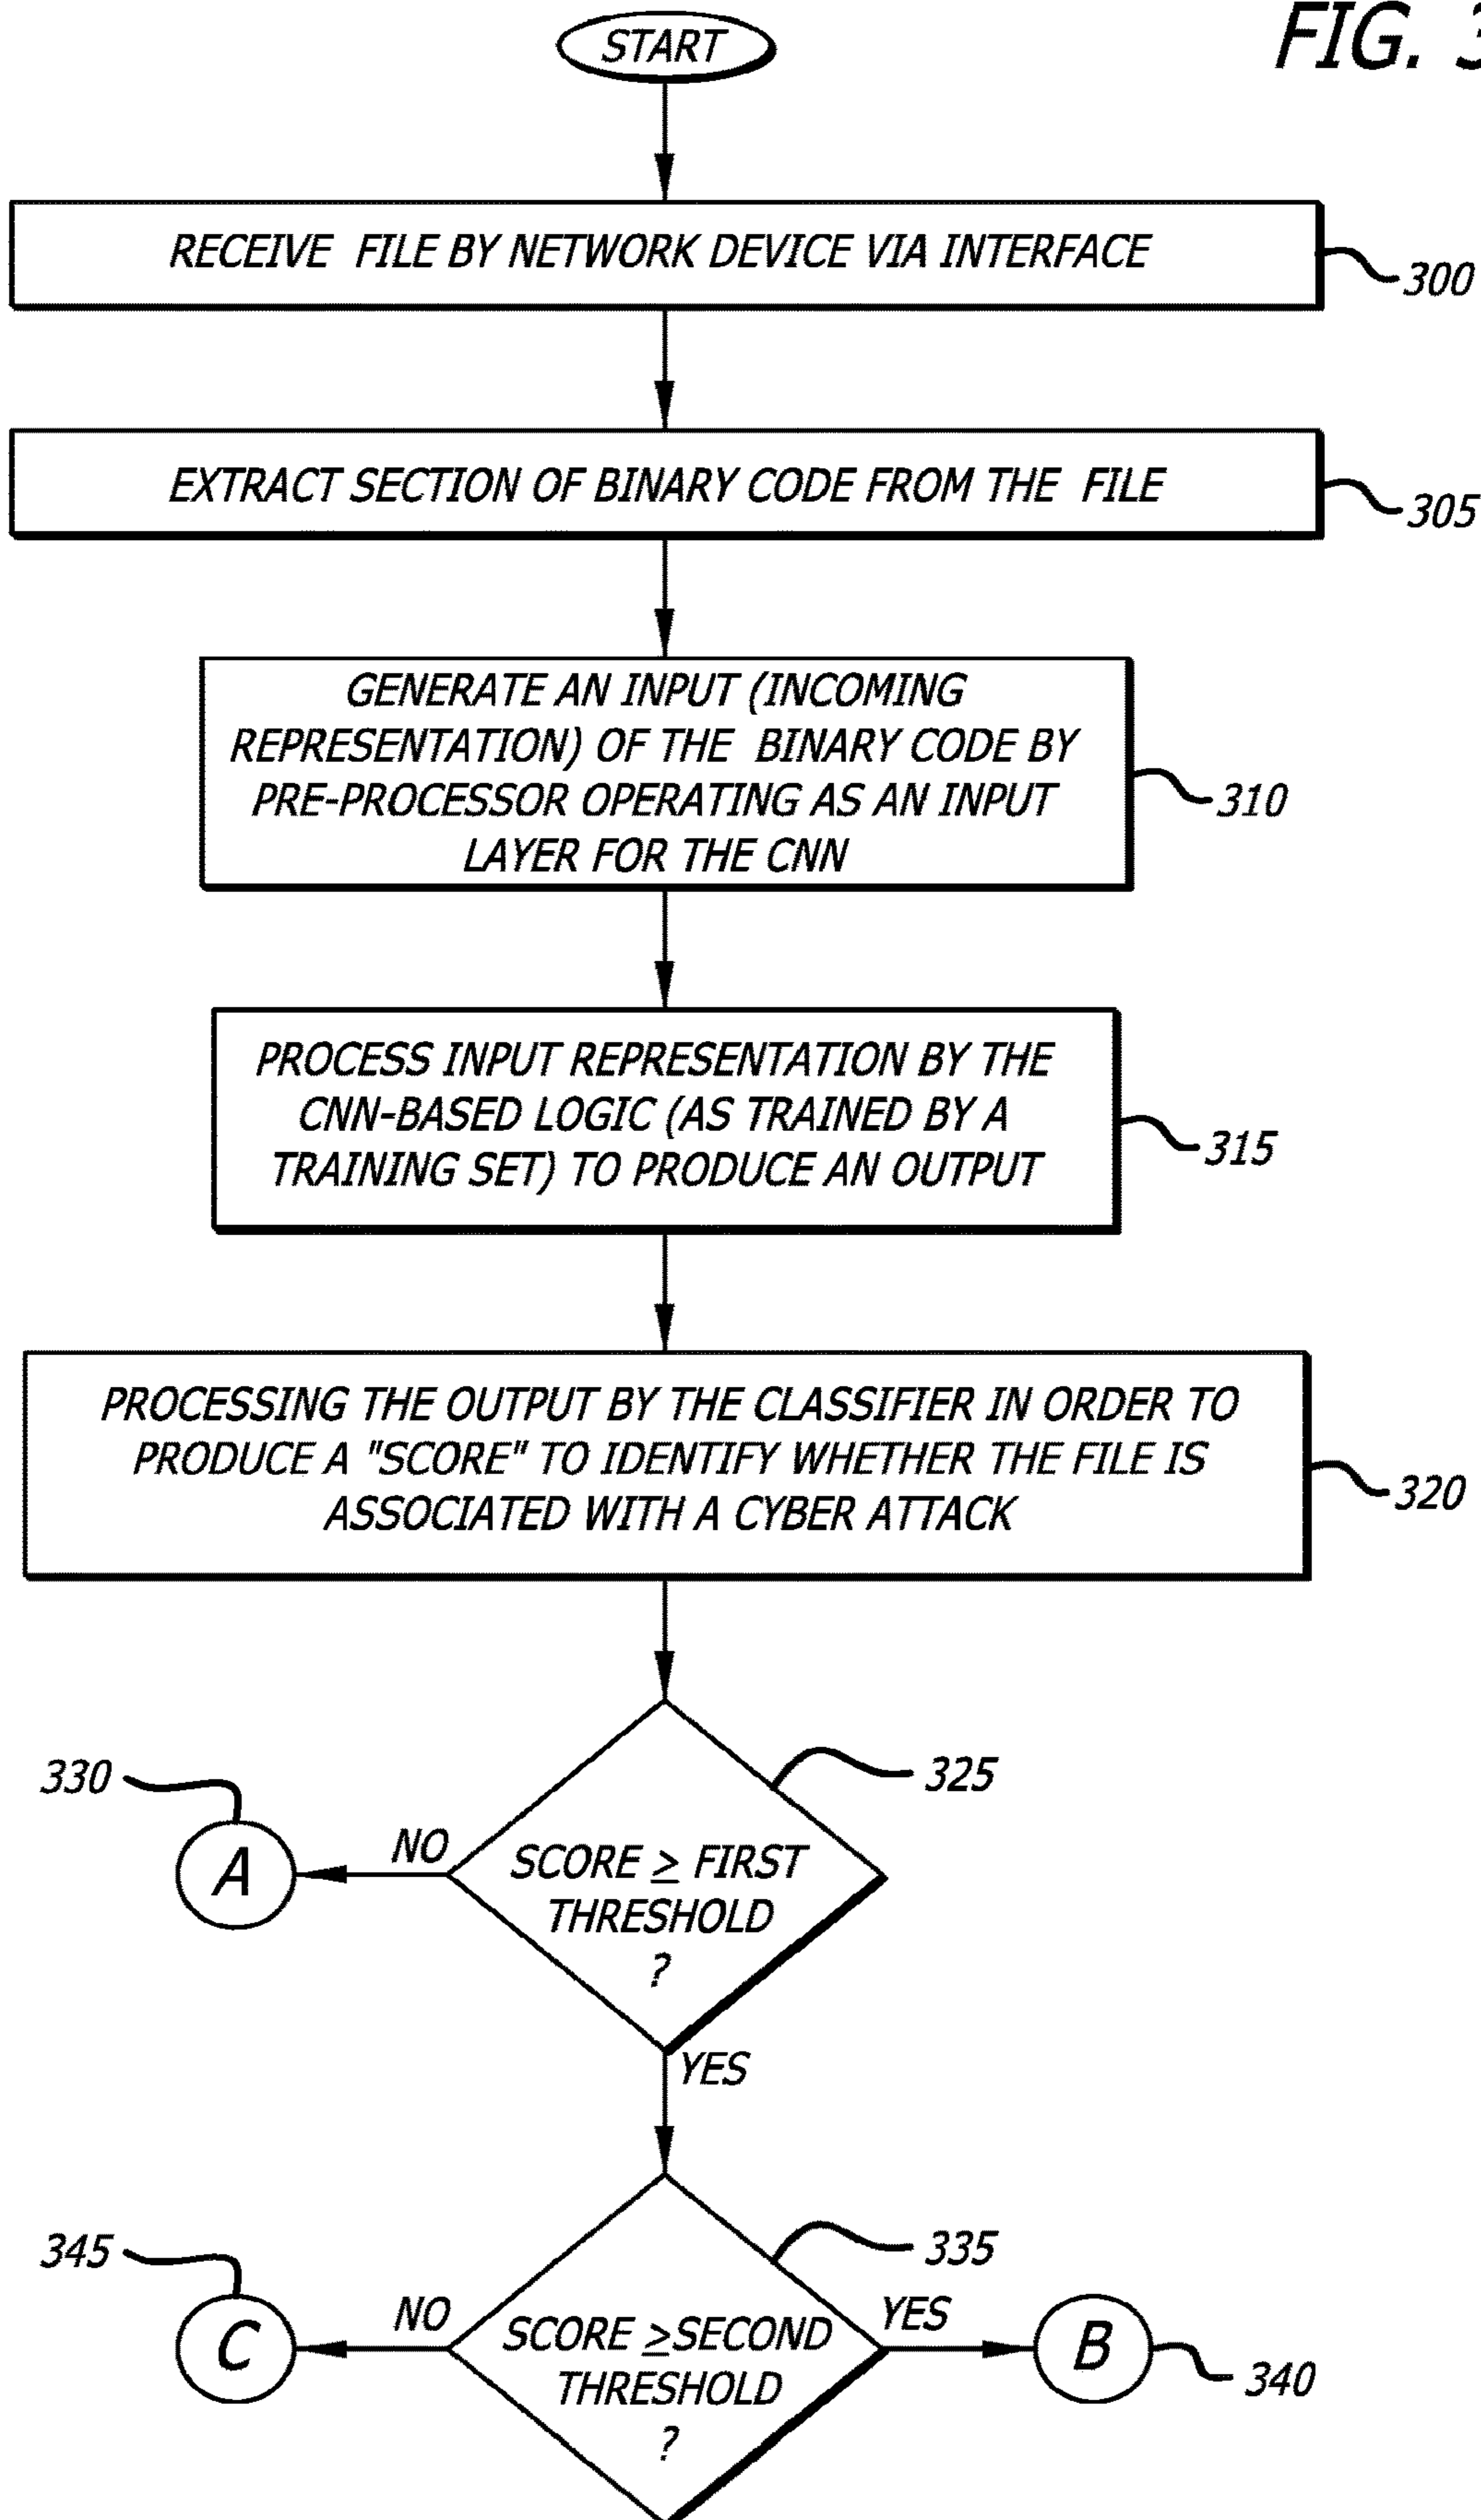 FIG. 3
START
RECEIVE FILE BY NETWORK DEVICE VIA INTERFACE
300
EXTRACT SECTION OF BINARY CODE FROM THE FILE
305
GENERATE AN INPUT (INCOMING
REPRESENTATION) OF THE BINARY CODE BY
PRE-PROCESSOR OPERATING AS AN INPUT
LAYER FOR THE CNN
310
PROCESS INPUT REPRESENTATION BY THE
CNN-BASED LOGIC (AS TRAINED BY A
TRAINING SET) TO PRODUCE AN OUTPUT
315
PROCESSING THE OUTPUT BY THE CLASSIFIER IN ORDER TO
PRODUCE A "SCORE" TO IDENTIFY WHETHER THE FILE IS
ASSOCIATED WITH A CYBER ATTACK
320
330
325
A
NO
SCORE ≥ FIRST
THRESHOLD
?
YES
345
335
C
NO
SCORE ≥SECOND
THRESHOLD
?
YES
B
340